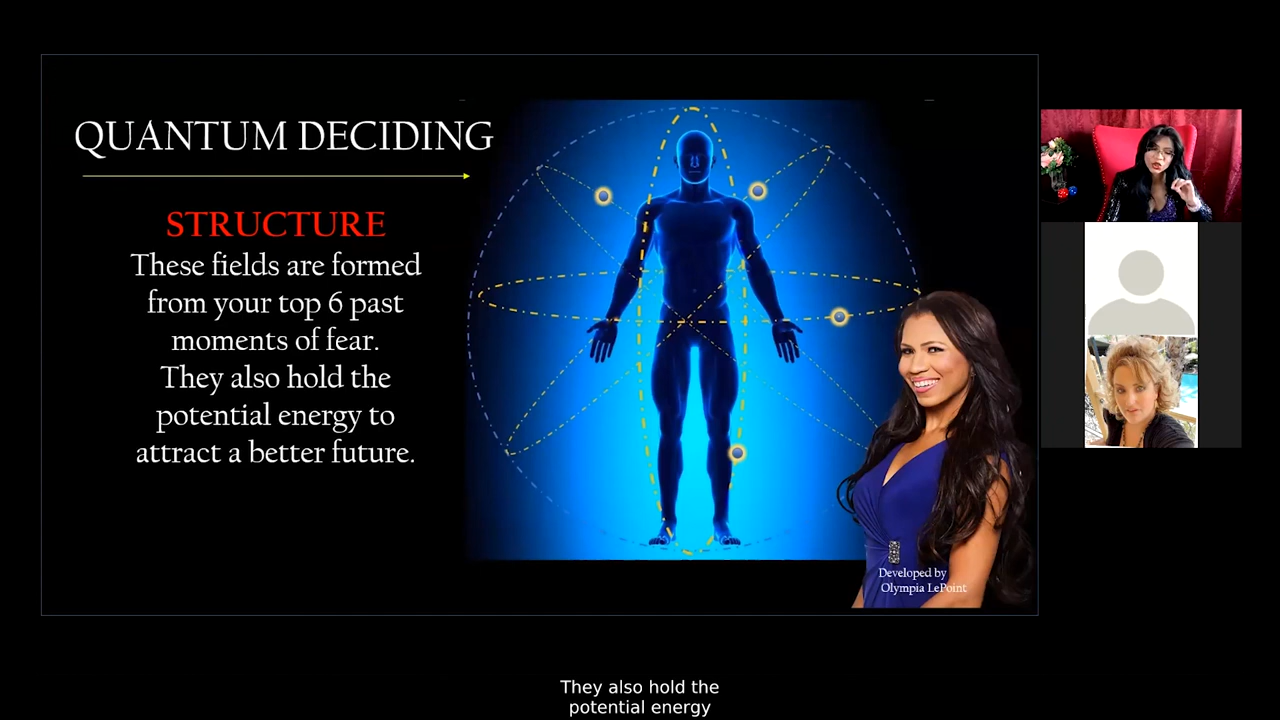 QUANTUM DECIDING
STRUCTURE
These fields are formed
from your top 6 past
moments of fear.
They also hold the
potential energy to
attract a better future.
Developed by
Olympia LePoint
They also hold the
potential energy